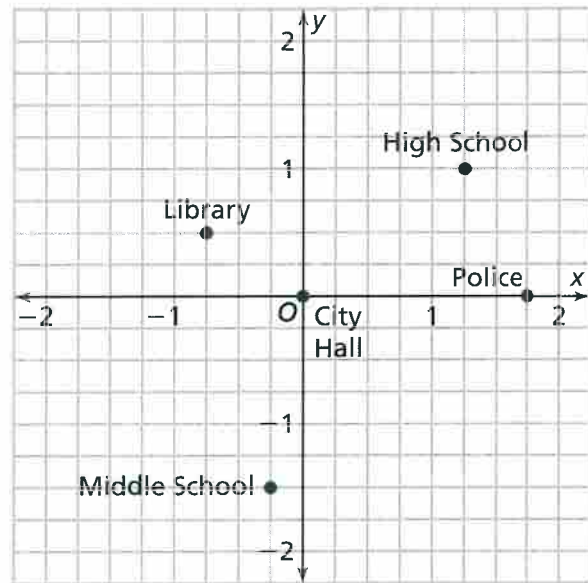 y
2
High School
1
Library
Police
x
−2
−1
O
City
1
2
Hall
−1
Middle School
−2